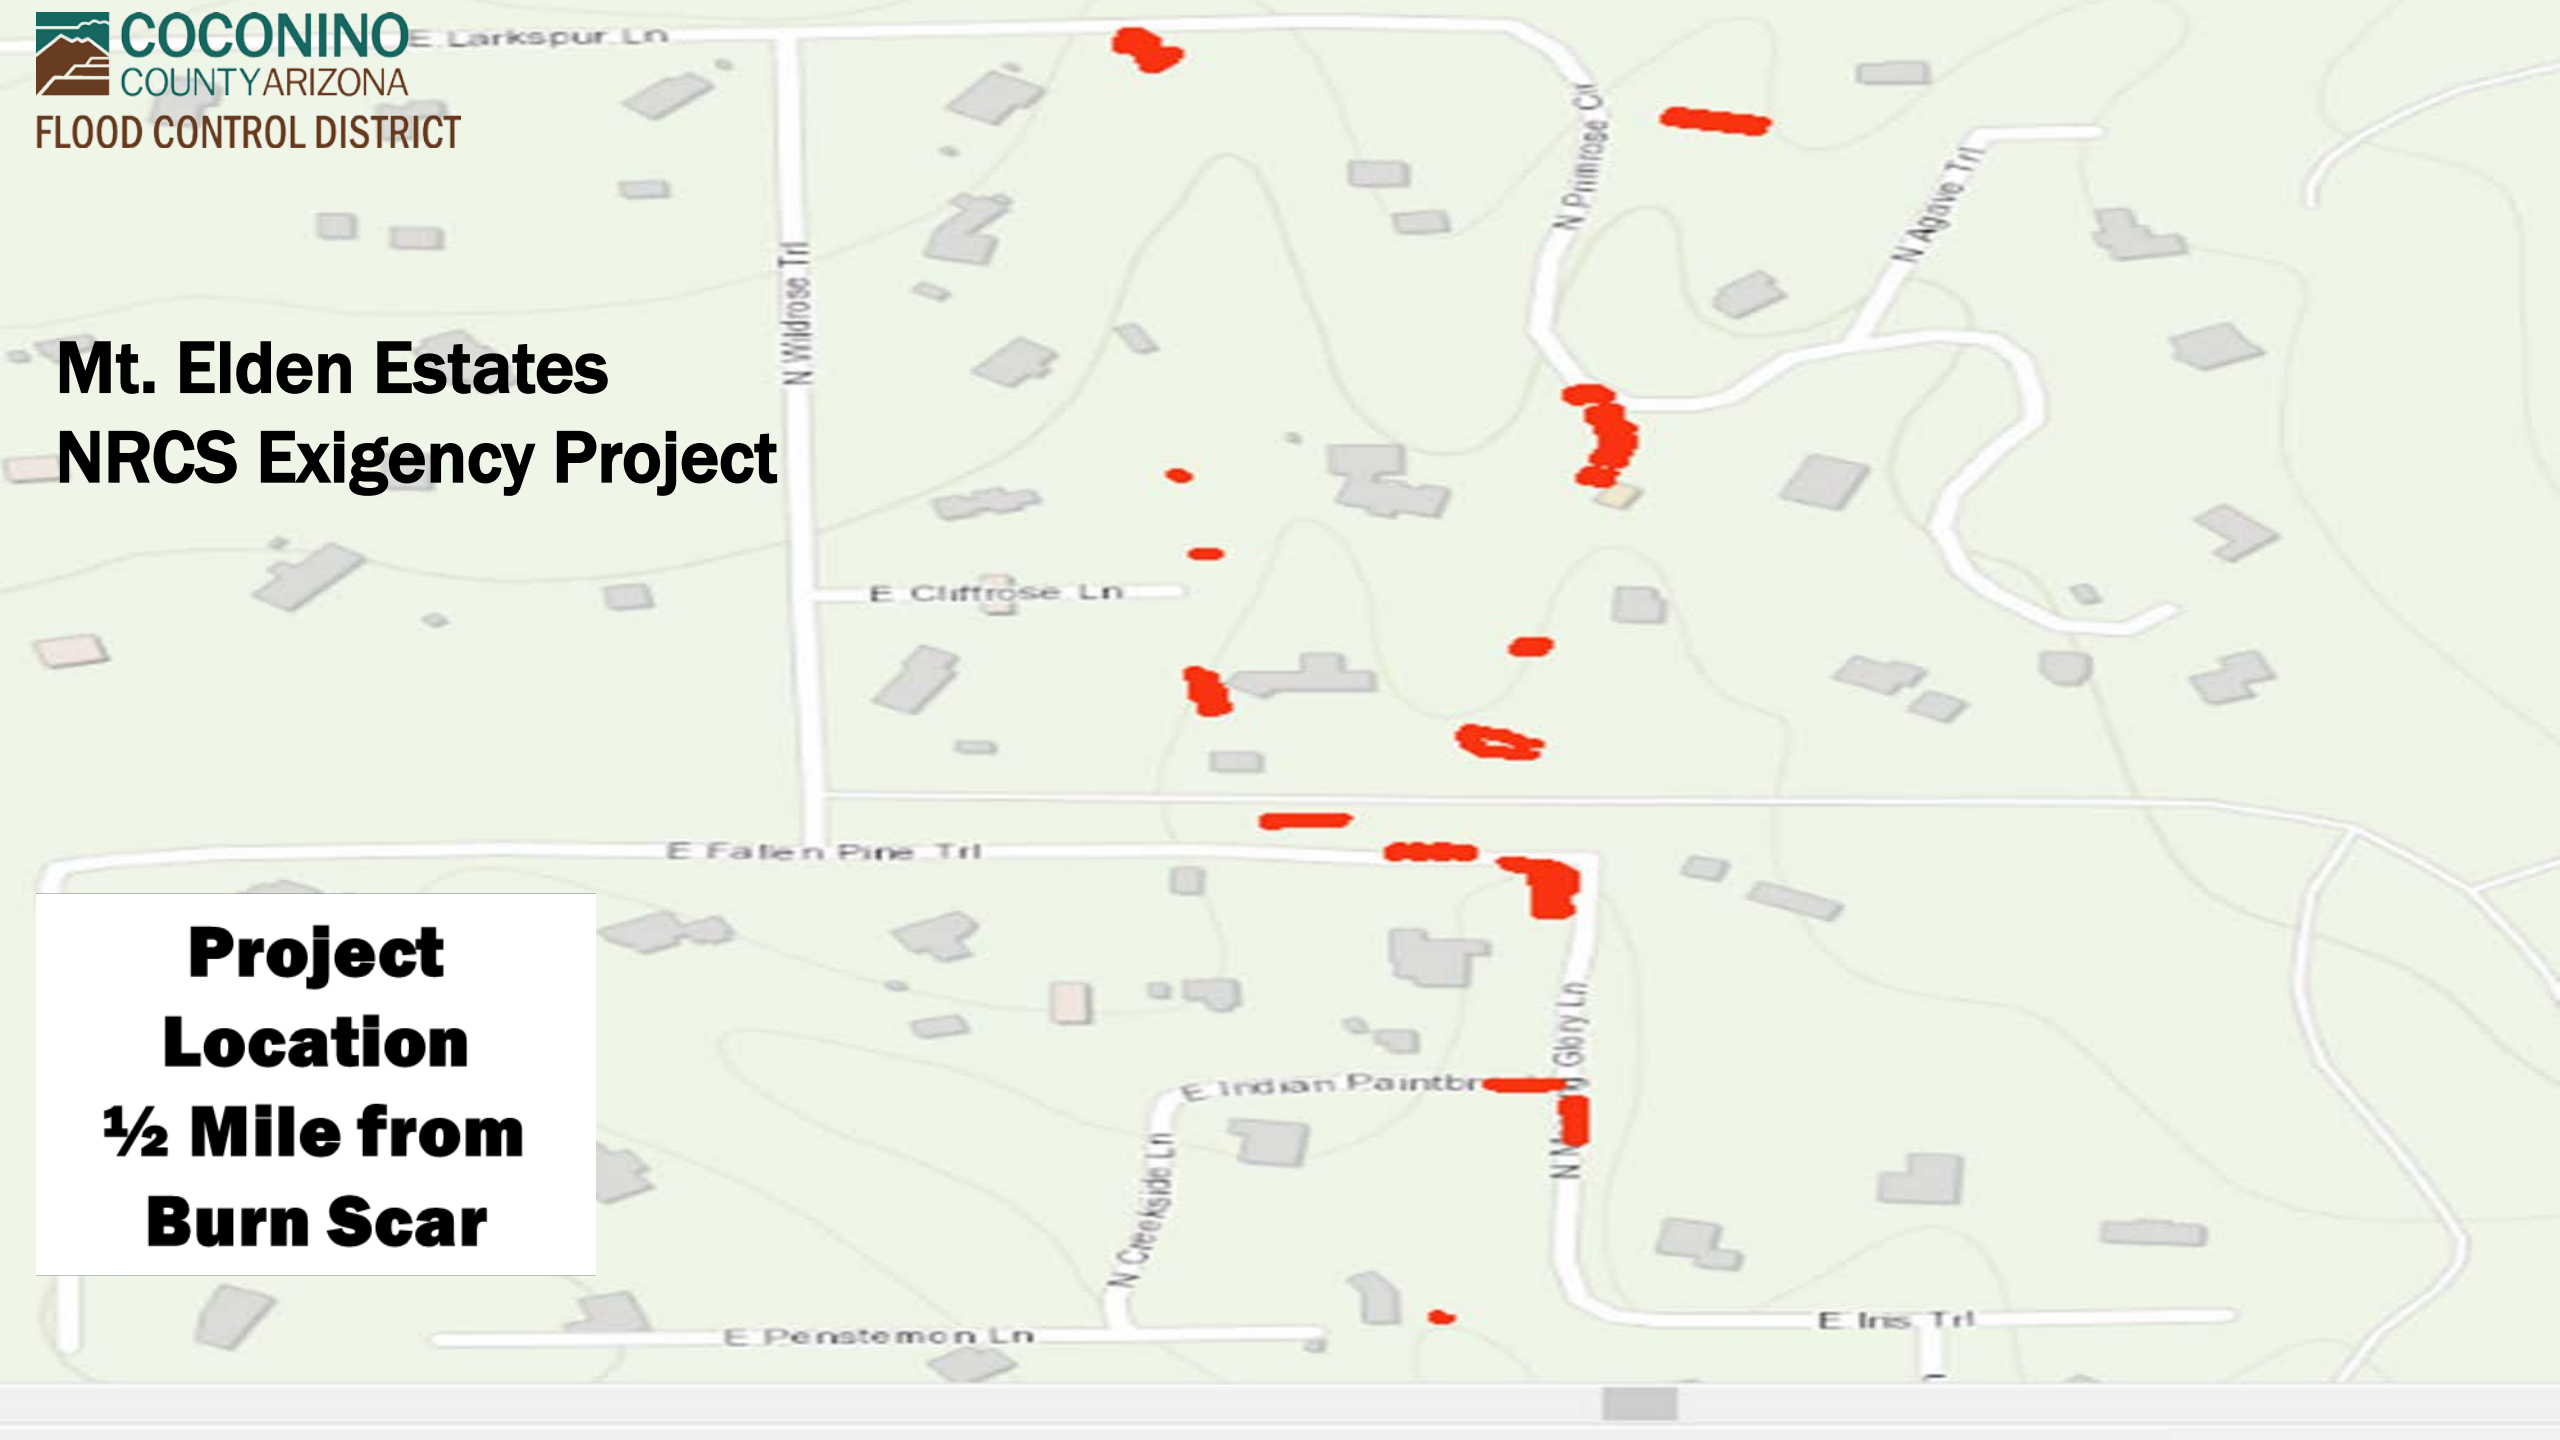 COCONINO
COUNTY ARIZONA
FLOOD CONTROL DISTRICT
E Larkspur Ln
N Primrose Cir
N Agave Trl
N Wildrose Trl
Mt. Elden Estates
NRCS Exigency Project
E Cliffrose Ln
E Fallen Pine Trl
Project
Location
½ Mile from
Burn Scar
Glory Ln
E Indian Paintbr
N Creekside Ln
E Iris Trl
E Penstemon Ln